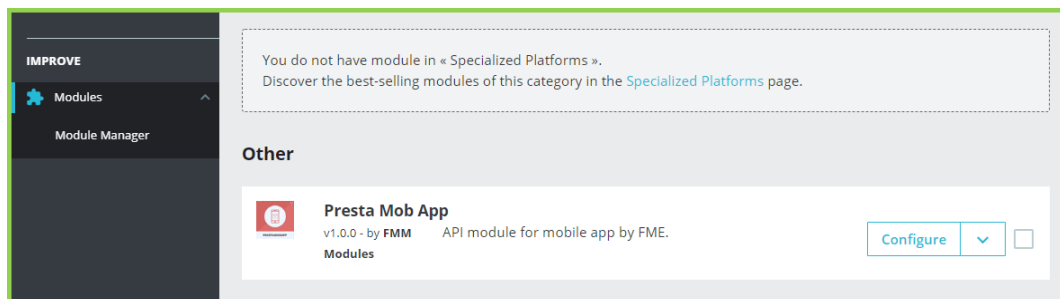 IMPROVE
Modules
Module Manager
You do not have module in « Specialized Platforms ».
Discover the best-selling modules of this category in the Specialized Platforms page.
Other
Presta Mob App
v1.0.0 - by FMM API module for mobile app by FME.
Modules
Configure